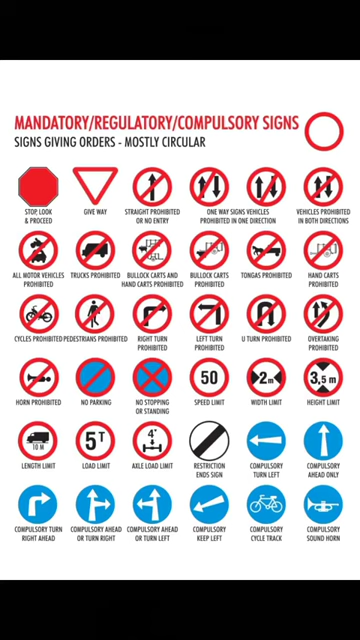 MANDATORY/REGULATORY/COMPULSORY SIGNS
SIGNS GIVING ORDERS - MOSTLY CIRCULAR
STOP, LOOK
& PROCEED
GIVE WAY
STRAIGHT PROHIBITED
OR NO ENTRY
ONE WAY SIGNS VEHICLES
PROHIBITED IN ONE DIRECTION
VEHICLES PROHIBITED
IN BOTH DIRECTIONS
ALL MOTOR VEHICLES
PROHIBITED
TRUCKS PROHIBITED
BULLOCK CARTS AND
HAND CARTS PROHIBITED
BULLOCK CARTS
PROHIBITED
TONGAS PROHIBITED
HAND CARTS
PROHIBITED
CYCLES PROHIBITED
PEDESTRIANS PROHIBITED
RIGHT TURN
PROHIBITED
LEFT TURN
PROHIBITED
U TURN PROHIBITED
OVERTAKING
PROHIBITED
HORN PROHIBITED
NO PARKING
NO STOPPING
OR STANDING
50
SPEED LIMIT
2m
WIDTH LIMIT
3,5 m
HEIGHT LIMIT
10 M
LENGTH LIMIT
5T
LOAD LIMIT
4T
AXLE LOAD LIMIT
RESTRICTION
ENDS SIGN
COMPULSORY
TURN LEFT
COMPULSORY
AHEAD ONLY
COMPULSORY TURN
RIGHT AHEAD
COMPULSORY AHEAD
OR TURN RIGHT
COMPULSORY AHEAD
OR TURN LEFT
COMPULSORY
KEEP LEFT
COMPULSORY
CYCLE TRACK
COMPULSORY
SOUND HORN